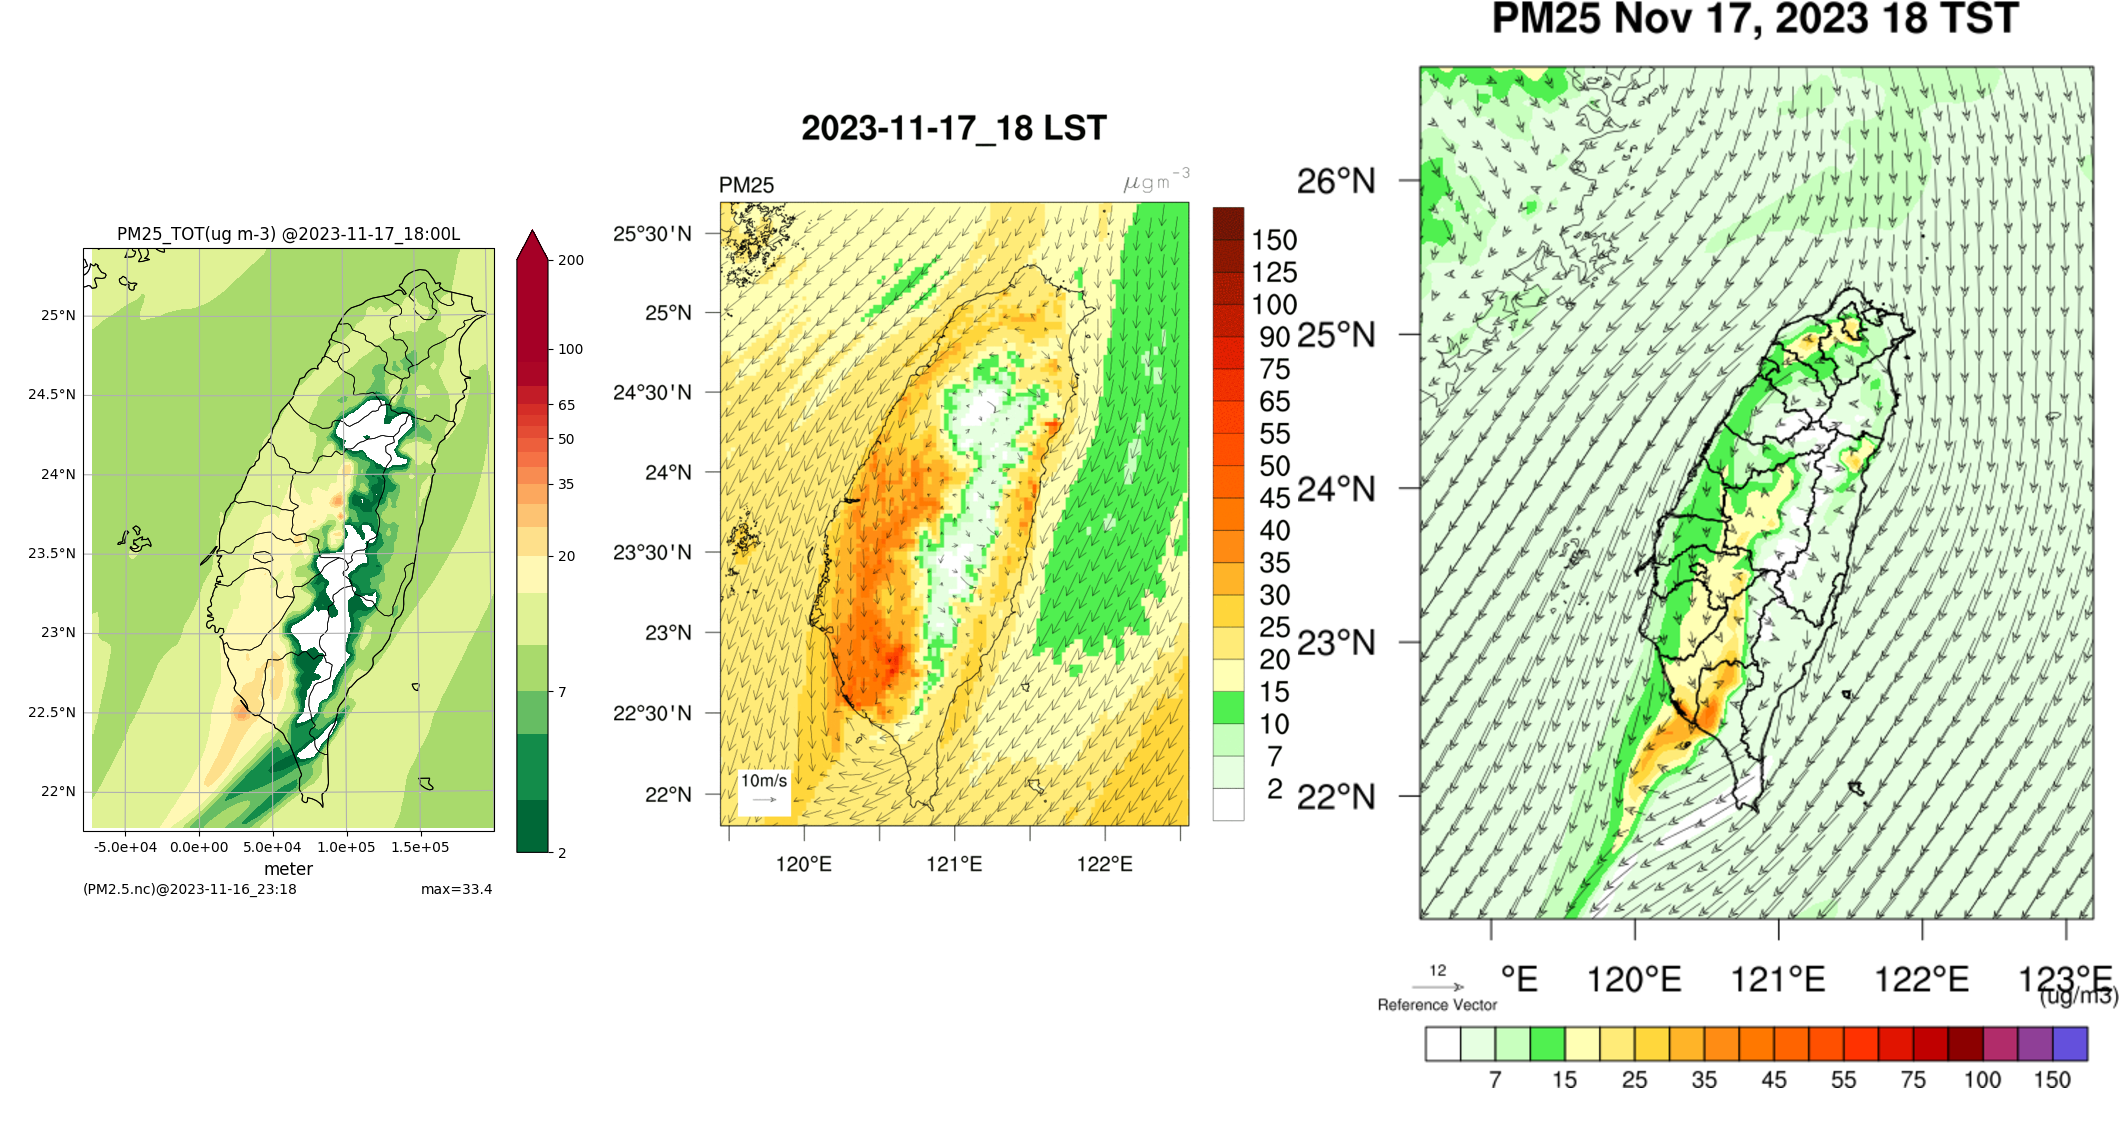 PM25_TOT(ug m-3) @2023-11-17_18:00L
25°N
24.5°N
24°N
23.5°N
23°N
22.5°N
22°N
-5.0e+04 0.0e+00 5.0e+04 1.0e+05 1.5e+05
meter
(PM2.5.nc)@2023-11-16_23:18 max=33.4
200
100
65
50
35
20
7
2
2023-11-17_18 LST
PM25 μgm⁻³
25°30'N
25°N
24°30'N
24°N
23°30'N
23°N
22°30'N
22°N
10m/s
120°E 121°E 122°E
150
125
100
90
75
65
55
50
45
40
35
30
25
20
15
10
7
2
PM25 Nov 17, 2023 18 TST
26°N
25°N
24°N
23°N
22°N
°E 120°E 121°E 122°E 123°E
12
Reference Vector
(ug/m3)
7 15 25 35 45 55 75 100 150